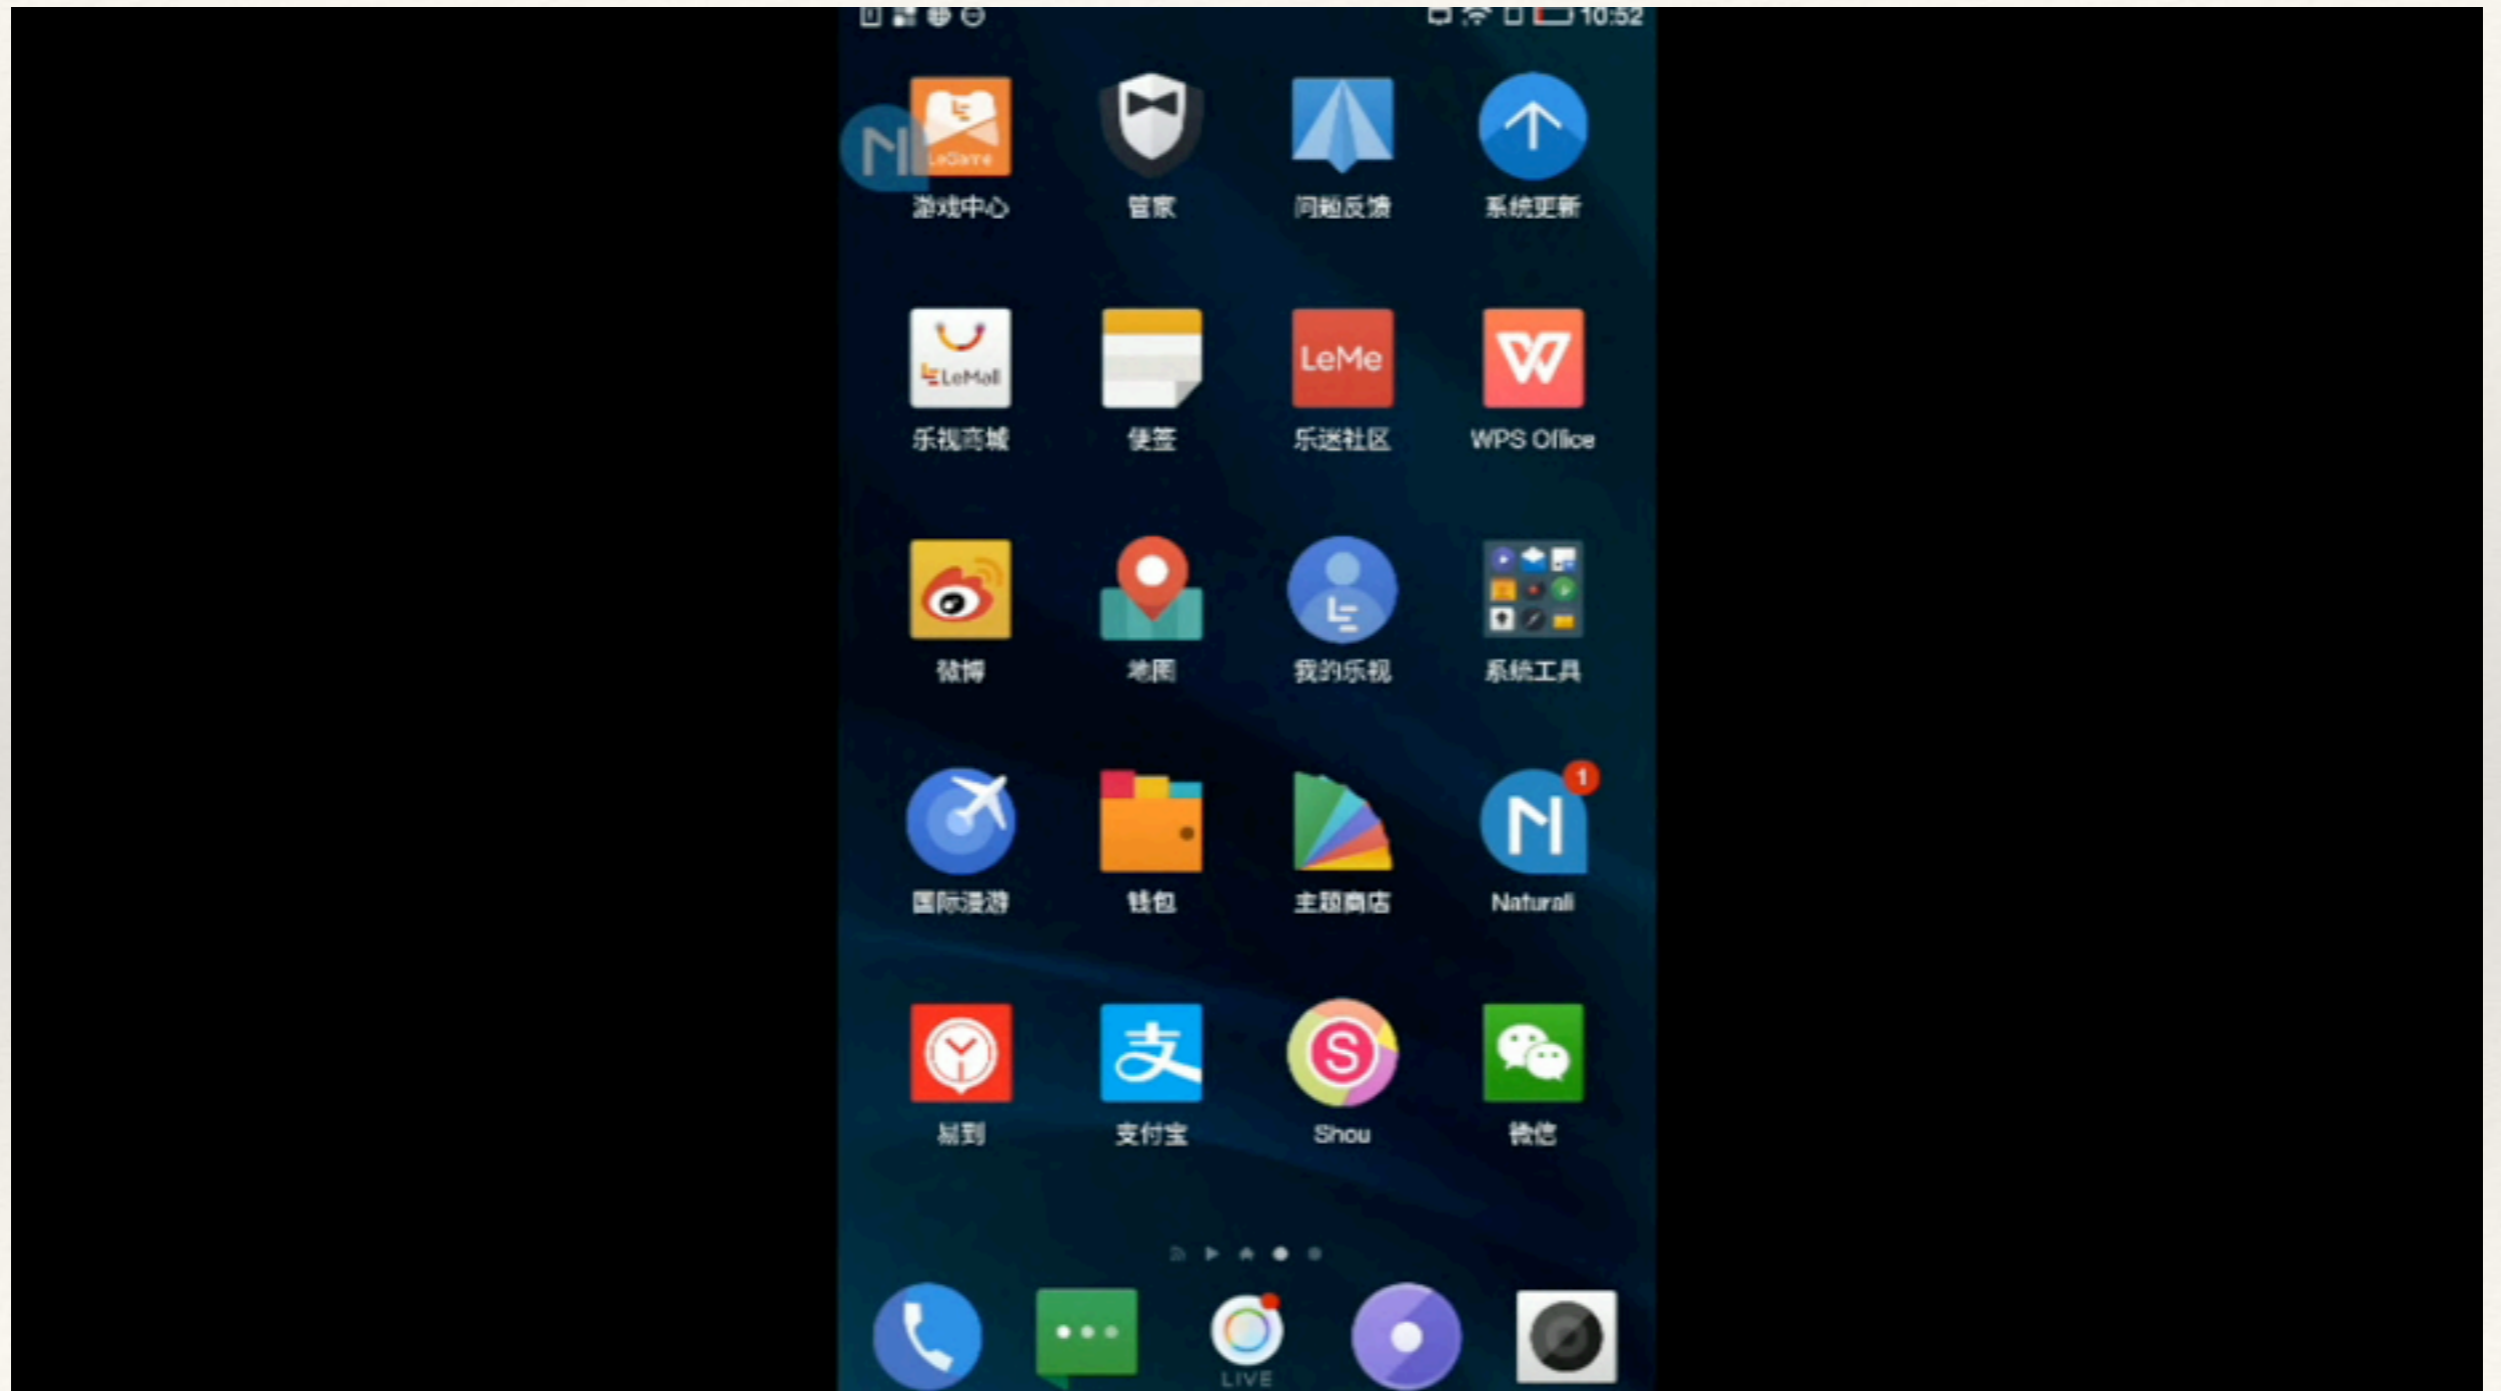 10:52
LeGame
游戏中心
管家
问题反馈
系统更新
LeMall
LeMe
乐视商城
便签
乐迷社区
WPS Office
微博
地图
我的乐视
系统工具
1
国际漫游
钱包
主题商店
Naturali
支
S
易到
支付宝
Shou
微信
LIVE